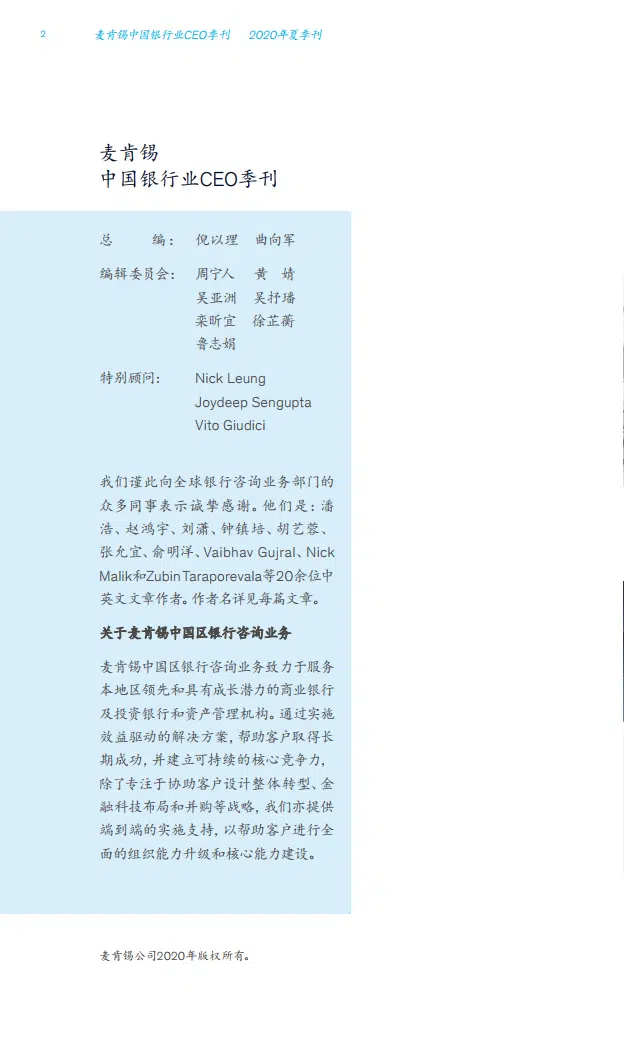 2 麦肯锡中国银行业CEO季刊 2020年夏季刊
麦肯锡
中国银行业CEO季刊
总 编： 倪以理 曲向军
编辑委员会： 周宁人 黄 婧
吴亚洲 吴抒璠
栾昕宜 徐芷蘅
鲁志娟
特别顾问： Nick Leung
Joydeep Sengupta
Vito Giudici
我们谨此向全球银行咨询业务部门的
众多同事表示诚挚感谢。他们是：潘
浩、赵鸿宇、刘潇、钟镇培、胡艺蓉、
张允宜、俞明洋、Vaibhav Gujral、Nick
Malik和Zubin Taraporevala等20余位中
英文文章作者。作者名详见每篇文章。
关于麦肯锡中国区银行咨询业务
麦肯锡中国区银行咨询业务致力于服务
本地区领先和具有成长潜力的商业银行
及投资银行和资产管理机构。通过实施
效益驱动的解决方案，帮助客户取得长
期成功，并建立可持续的核心竞争力，
除了专注于协助客户设计整体转型、金
融科技布局和并购等战略，我们亦提供
端到端的实施支持，以帮助客户进行全
面的组织能力升级和核心能力建设。
麦肯锡公司2020年版权所有。